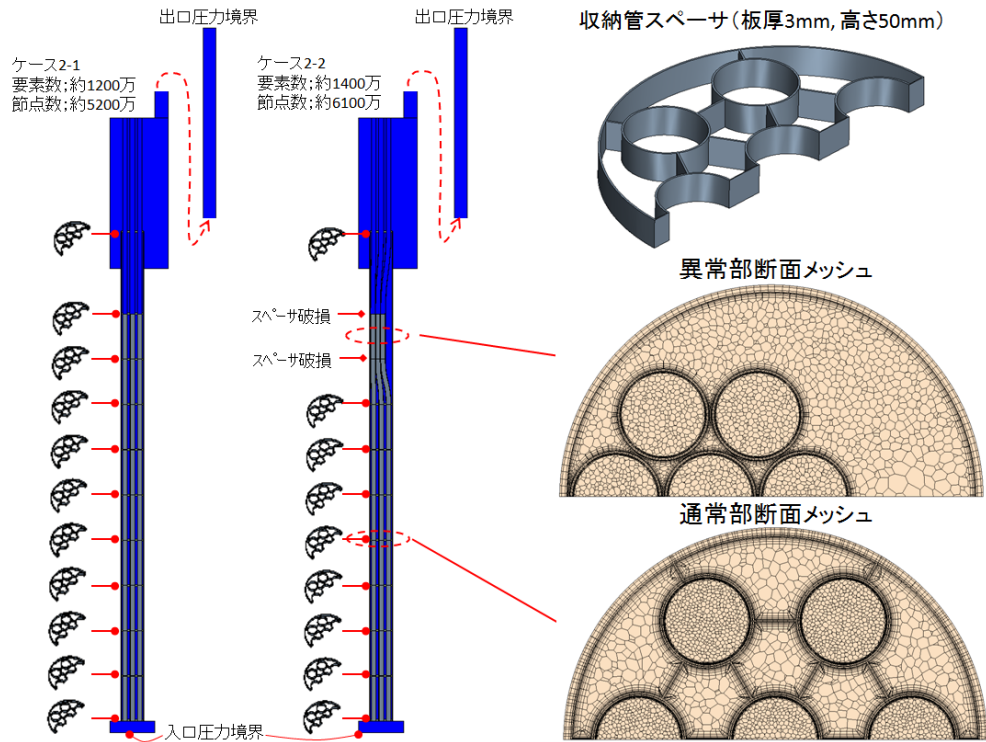 出口圧力境界
ケース2-1
要素数;約1200万
節点数;約5200万
出口圧力境界
ケース2-2
要素数;約1400万
節点数;約6100万
収納管スペーサ（板厚3mm, 高さ50mm）
異常部断面メッシュ
スペーサ破損
スペーサ破損
通常部断面メッシュ
入口圧力境界